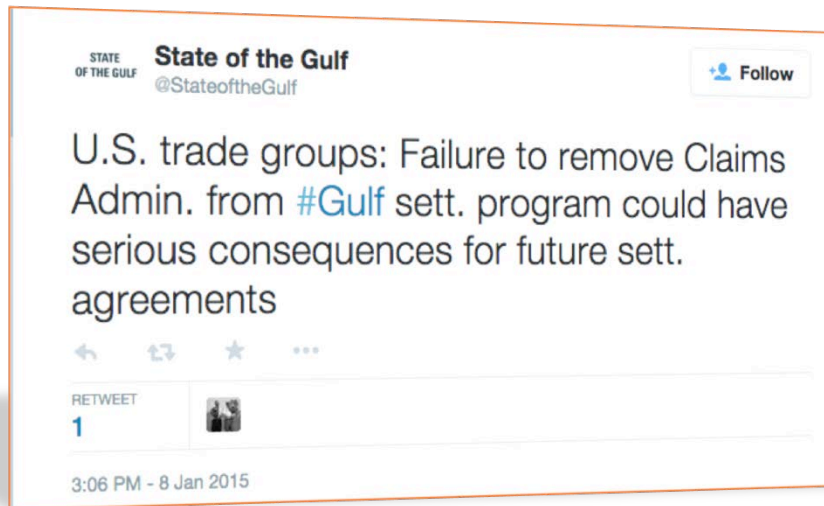 STATE
OF THE GULF
State of the Gulf
@StateoftheGulf
Follow
U.S. trade groups: Failure to remove Claims
Admin. from #Gulf sett. program could have
serious consequences for future sett.
agreements
RETWEET
1
3:06 PM - 8 Jan 2015